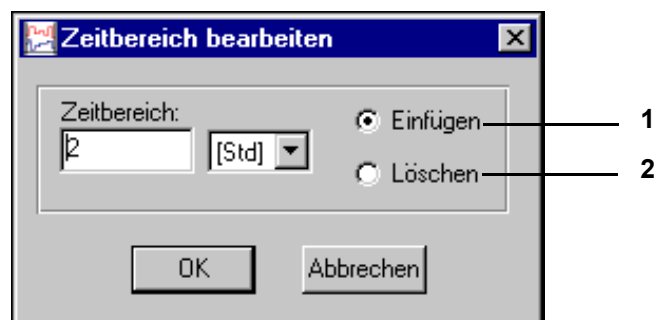 Zeitbereich bearbeiten
Zeitbereich:
2 [Std]
Einfügen 1
Löschen 2
OK Abbrechen